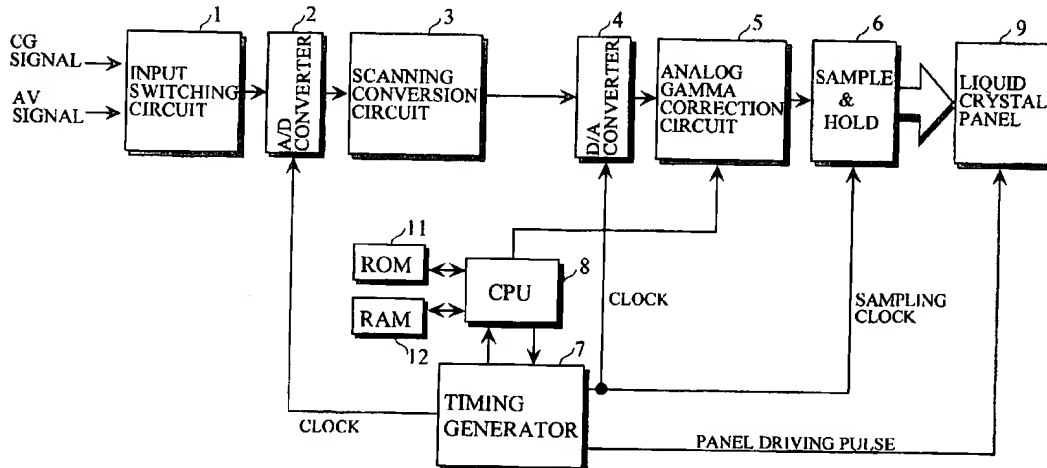 1
2
3
4
5
6
9
CG
SIGNAL
AV
SIGNAL
INPUT
SWITCHING
CIRCUIT
A/D
CONVERTER
SCANNING
CONVERSION
CIRCUIT
D/A
CONVERTER
ANALOG
GAMMA
CORRECTION
CIRCUIT
SAMPLE
&
HOLD
LIQUID
CRYSTAL
PANEL
11
ROM
8
CPU
RAM
12
CLOCK
SAMPLING
CLOCK
7
TIMING
GENERATOR
CLOCK
PANEL DRIVING PULSE